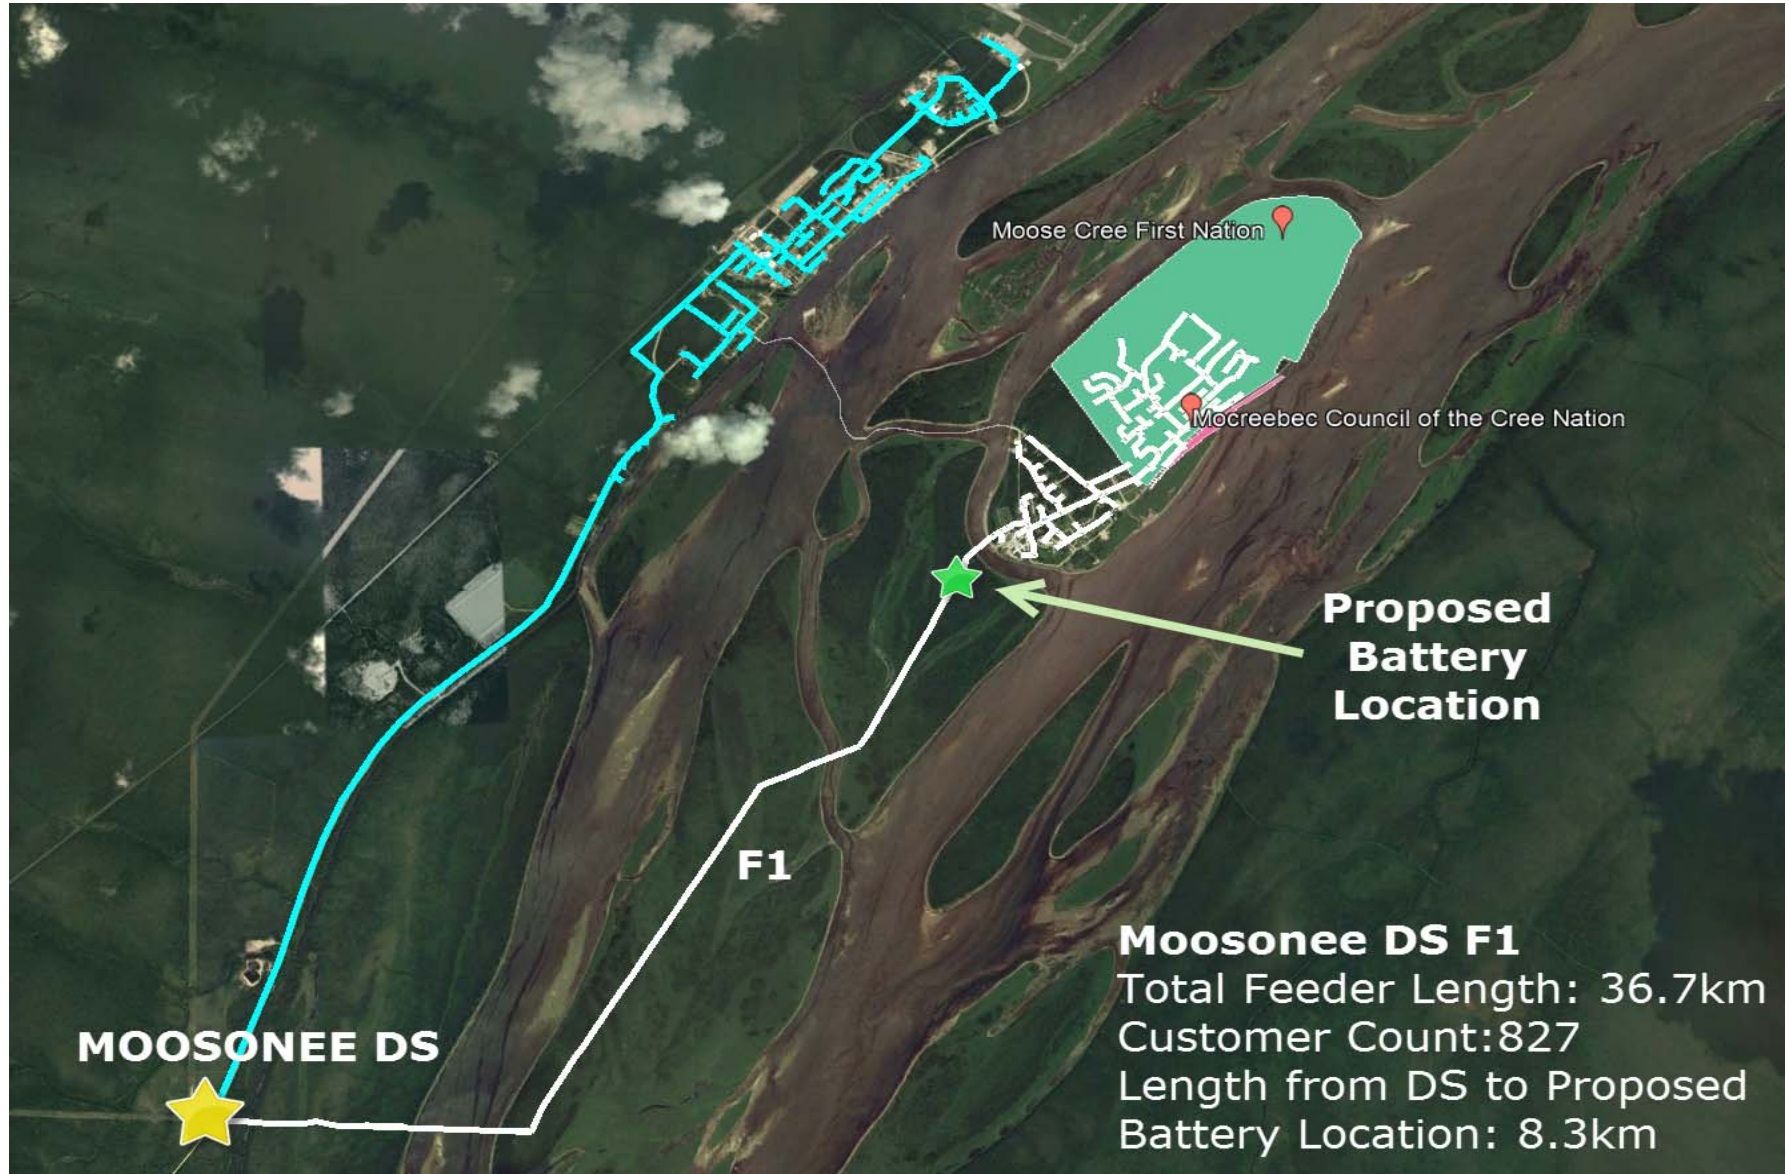 Moose Cree First Nation
Mocreebec Council of the Cree Nation
Proposed
Battery
Location
F1
MOOSONEE DS
Moosonee DS F1
Total Feeder Length: 36.7km
Customer Count:827
Length from DS to Proposed
Battery Location: 8.3km